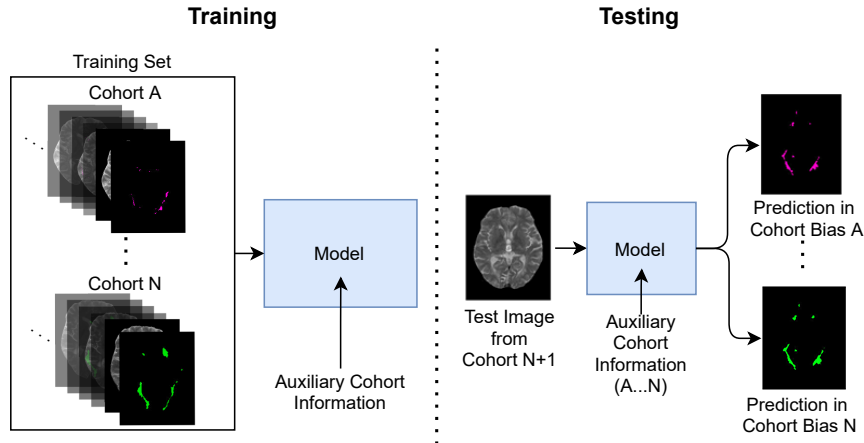 Training
Training Set
Cohort A
Cohort N
Model
Auxiliary Cohort
Information
Testing
Test Image
from
Cohort N+1
Model
Auxiliary
Cohort
Information
(A...N)
Prediction in
Cohort Bias A
Prediction in
Cohort Bias N